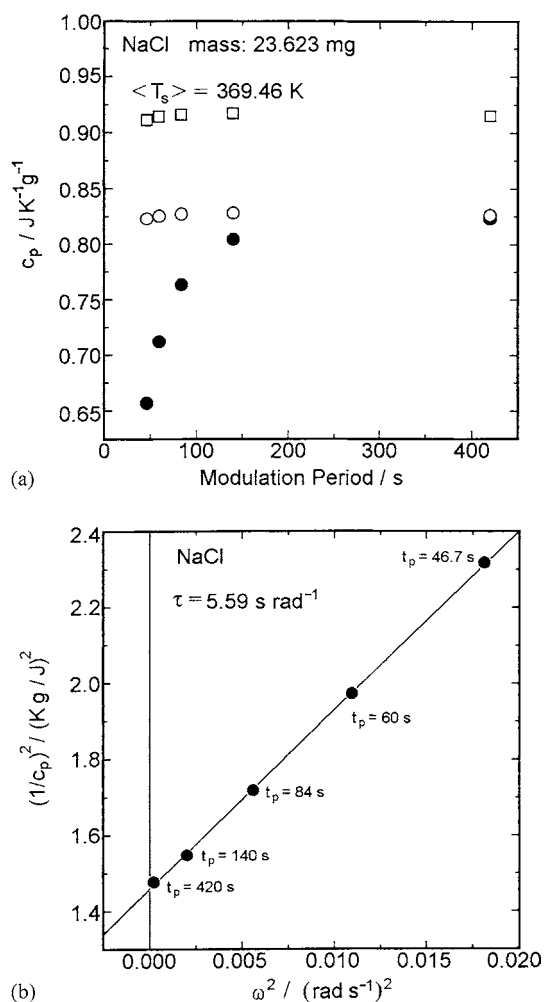 NaCl mass: 23.623 mg
<Tₛ> = 369.46 K
1.00
0.95
0.90
0.85
0.80
0.75
0.70
0.65
cₚ / JK⁻¹g⁻¹
0 100 200 300 400
Modulation Period / s
(a)
NaCl
τ = 5.59 s rad⁻¹
tₚ = 46.7 s
tₚ = 60 s
tₚ = 84 s
tₚ = 140 s
tₚ = 420 s
2.4
2.2
2.0
1.8
1.6
1.4
(1/cₚ)² / (K g / J)²
0.000 0.005 0.010 0.015 0.020
ω² / (rad s⁻¹)²
(b)